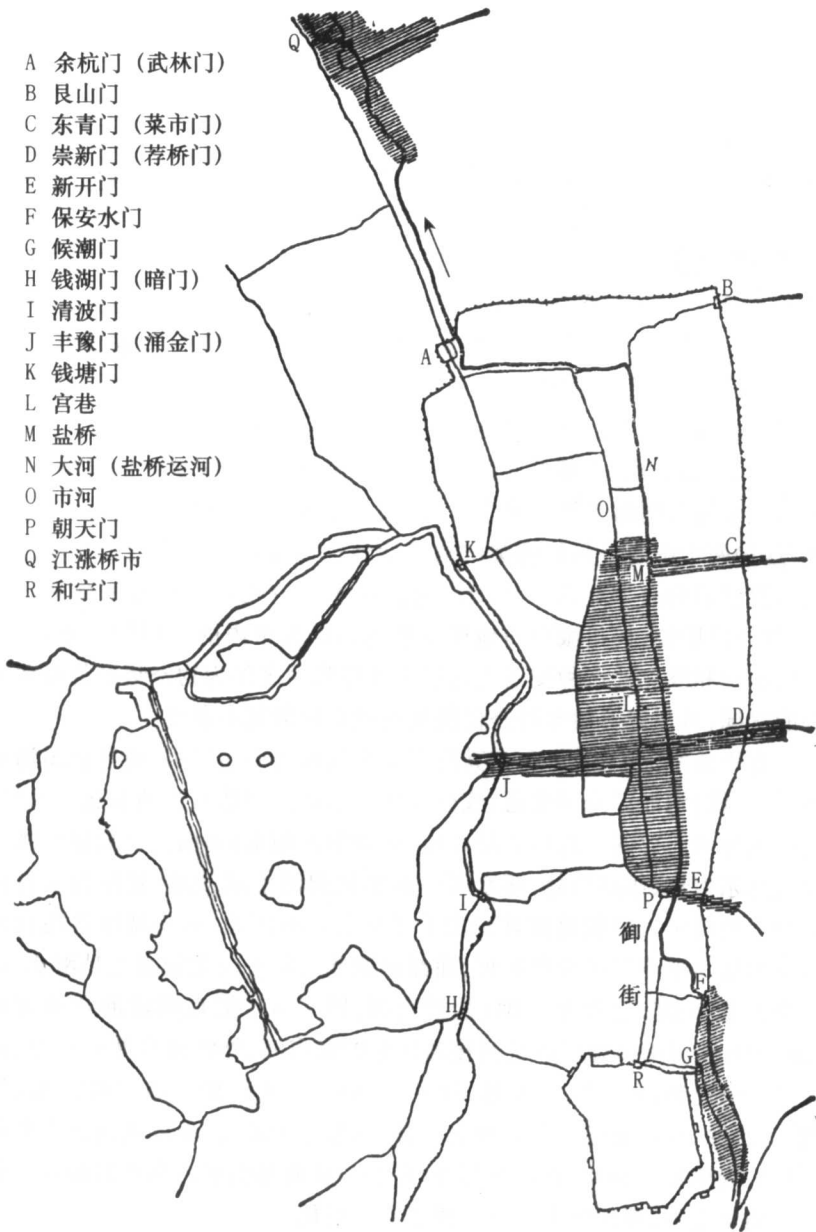 A 余杭门（武林门）
B 艮山门
C 东青门（菜市门）
D 崇新门（荐桥门）
E 新开门
F 保安水门
G 候潮门
H 钱湖门（暗门）
I 清波门
J 丰豫门（涌金门）
K 钱塘门
L 宫巷
M 盐桥
N 大河（盐桥运河）
O 市河
P 朝天门
Q 江涨桥市
R 和宁门
Q
B
A
N
O
K
M
C
L
D
J
I
P
E
御
街
F
H
R
G